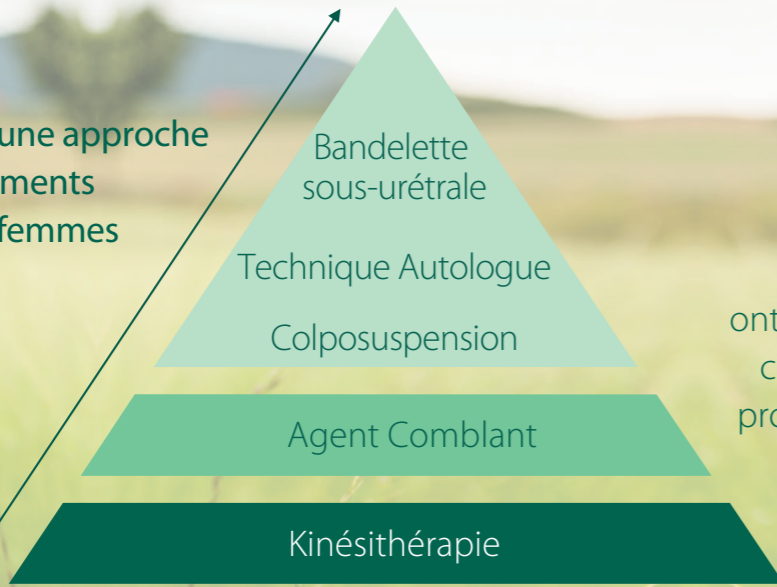 une approche
ments
femmes
Bandelette
sous-urétrale
Technique Autologue
Colposuspension
ont
c
pro
Agent Comblant
Kinésithérapie